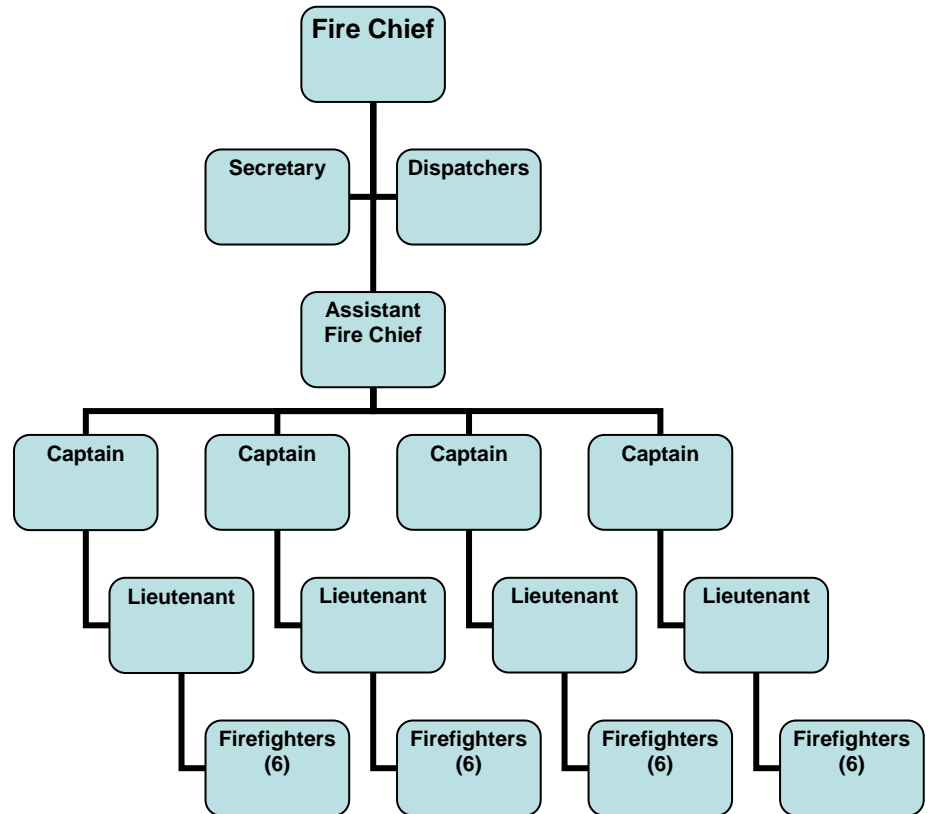 Fire Chief
Secretary
Dispatchers
Assistant
Fire Chief
Captain
Captain
Captain
Captain
Lieutenant
Lieutenant
Lieutenant
Lieutenant
Firefighters
(6)
Firefighters
(6)
Firefighters
(6)
Firefighters
(6)